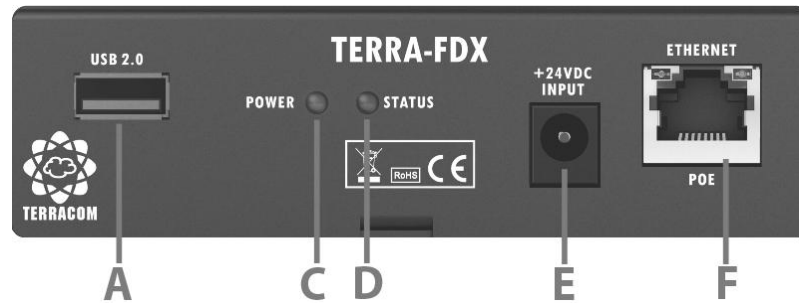 TERRA-FDX
USB 2.0
ETHERNET
+24VDC
INPUT
POWER
STATUS
RoHS
CE
TERRACOM
POE
A
C
D
E
F